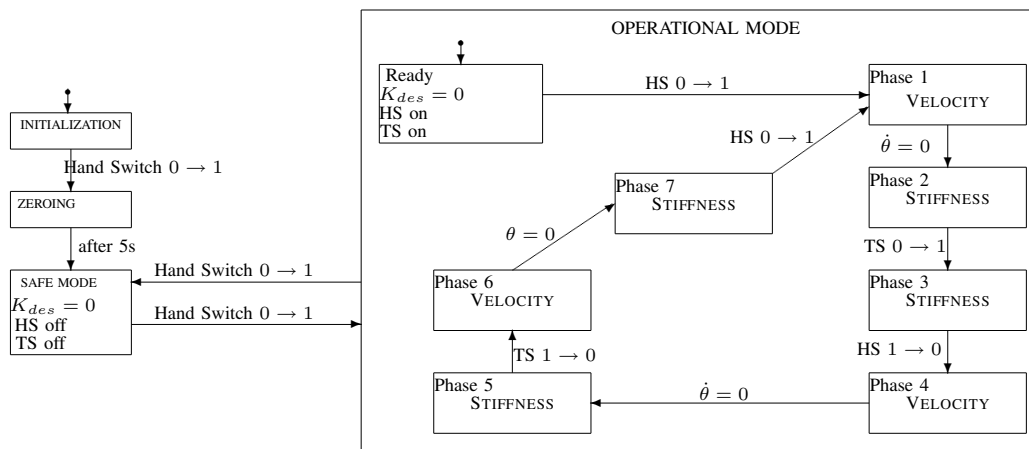 OPERATIONAL MODE
Ready
K_des = 0
HS on
TS on
HS 0 → 1
Phase 1
VELOCITY
INITIALIZATION
HS 0 → 1
θ̇ = 0
Hand Switch 0 → 1
Phase 7
STIFFNESS
Phase 2
STIFFNESS
ZEROING
θ = 0
after 5s
TS 0 → 1
SAFE MODE
K_des = 0
HS off
TS off
Hand Switch 0 → 1
Hand Switch 0 → 1
Phase 6
VELOCITY
Phase 3
STIFFNESS
TS 1 → 0
HS 1 → 0
Phase 5
STIFFNESS
θ̇ = 0
Phase 4
VELOCITY